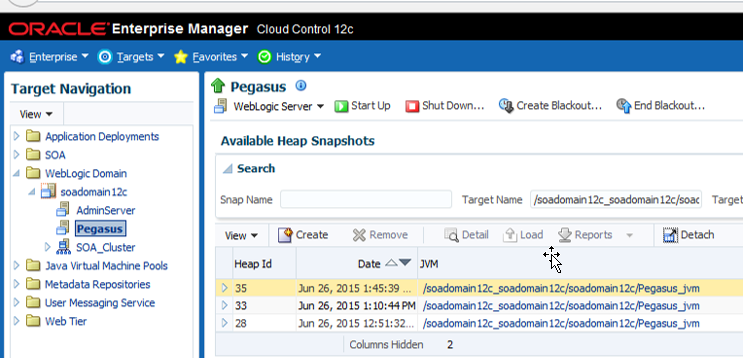 ORACLE Enterprise Manager Cloud Control 12c
Enterprise Targets Favorites History
Target Navigation
View
Application Deployments
SOA
WebLogic Domain
soadomain12c
AdminServer
Pegasus
SOA_Cluster
Java Virtual Machine Pools
Metadata Repositories
User Messaging Service
Web Tier
Pegasus
WebLogic Server Start Up Shut Down... Create Blackout... End Blackout...
Available Heap Snapshots
Search
Snap Name Target Name /soadomain12c_soadomain12c/soac Target
View Create Remove Detail Load Reports Detach
Heap Id Date JVM
35 Jun 26, 2015 1:45:39 ... /soadomain12c_soadomain12c/soadomain12c/Pegasus_jvm
33 Jun 26, 2015 1:10:44 PM /soadomain12c_soadomain12c/soadomain12c/Pegasus_jvm
28 Jun 26, 2015 12:51:32... /soadomain12c_soadomain12c/soadomain12c/Pegasus_jvm
Columns Hidden 2